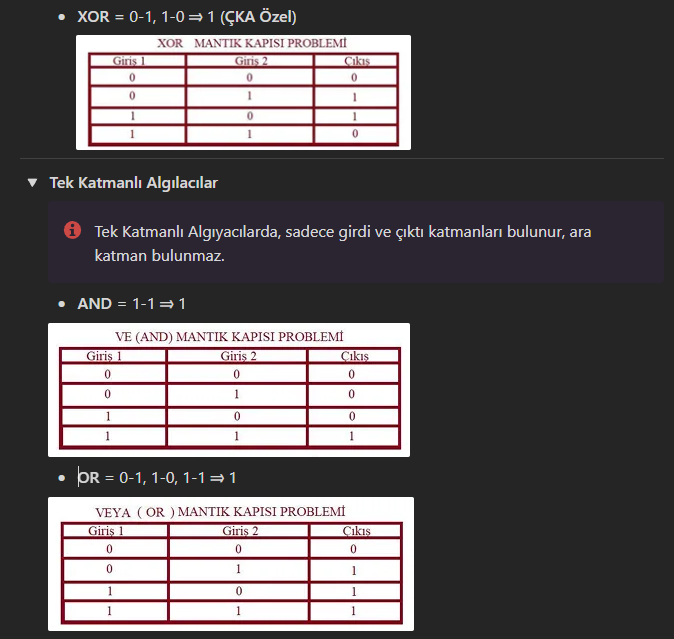 • XOR = 0-1, 1-0 ⇒ 1 (ÇKA Özel)
XOR MANTIK KAPISI PROBLEMİ
Giriş 1 Giriş 2 Çıkış
0 0 0
0 1 1
1 0 1
1 1 0
▼ Tek Katmanlı Algılacılar
Tek Katmanlı Algıyacılarda, sadece girdi ve çıktı katmanları bulunur, ara
katman bulunmaz.
• AND = 1-1 ⇒ 1
VE (AND) MANTIK KAPISI PROBLEMİ
Giriş 1 Giriş 2 Çıkış
0 0 0
0 1 0
1 0 0
1 1 1
• OR = 0-1, 1-0, 1-1 ⇒ 1
VEYA ( OR ) MANTIK KAPISI PROBLEMİ
Giriş 1 Giriş 2 Çıkış
0 0 0
0 1 1
1 0 1
1 1 1